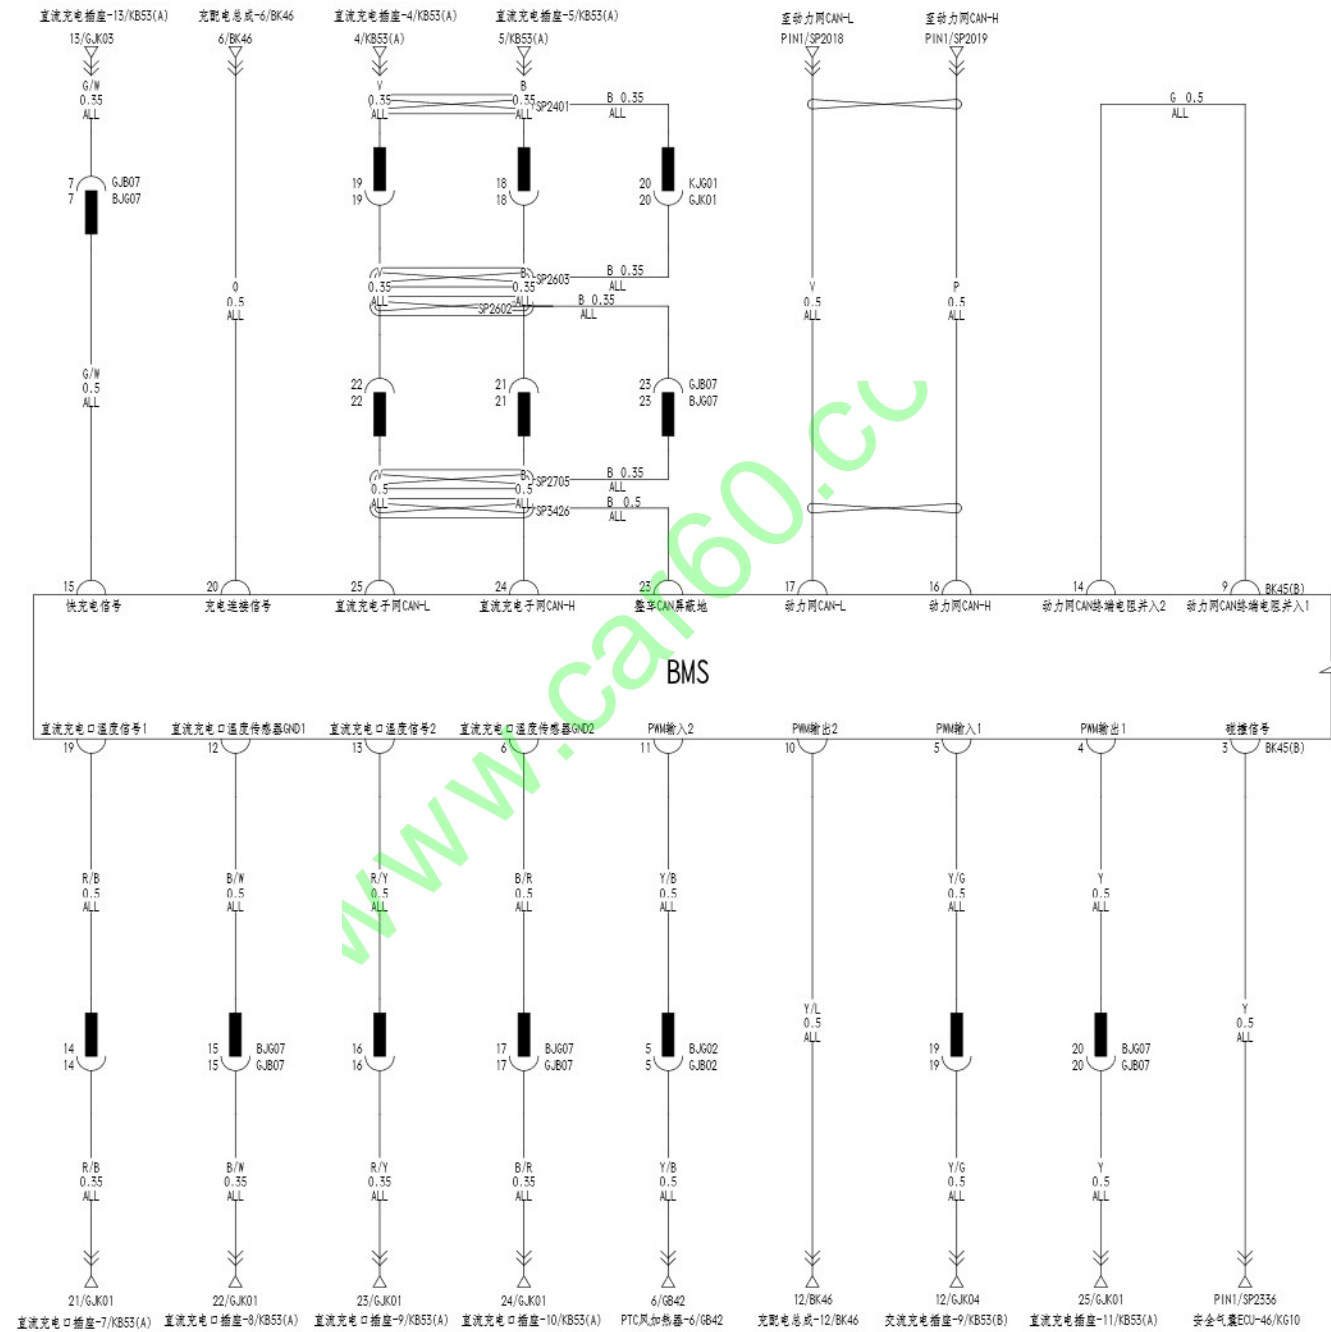 直流充电插座-13/KB53(A) 充配电总成-6/BK46 直流充电插座-4/KB53(A) 直流充电插座-5/KB53(A) 至动力网CAN-L 至动力网CAN-H
13/GJK03 6/BK46 4/KB53(A) 5/KB53(A) PIN1/SP2018 PIN1/SP2019
G/W V B
0.35 0.35 0.35 SP2401 B 0.35 G 0.5
ALL ALL ALL ALL ALL
7 GJB07 19 18 20 KJG01
7 BJG07 19 18 20 GJK01
V B SP2603 B 0.35
O 0.35 0.35 ALL V P
0.5 ALL ALL B 0.35 0.5 0.5
ALL SP2602 ALL ALL ALL
G/W 22 21 23 GJB07
0.5 22 21 23 BJG07
ALL
V B SP2705 B 0.35
0.5 0.5 ALL
ALL ALL SP3426 B 0.5
ALL
15 20 25 24 23 17 16 14 9 BK45(B)
快充电信号 充电连接信号 直流充电子网CAN-L 直流充电子网CAN-H 整车CAN屏蔽地 动力网CAN-L 动力网CAN-H 动力网CAN终端电阻并入2 动力网CAN终端电阻并入1
BMS
直流充电口温度信号1 直流充电口温度传感器GND1 直流充电口温度信号2 直流充电口温度传感器GND2 PWM输入2 PWM输出2 PWM输入1 PWM输出1 碰撞信号
19 12 13 6 11 10 5 4 3 BK45(B)
R/B B/W R/Y B/R Y/B Y/G Y
0.5 0.5 0.5 0.5 0.5 0.5 0.5
ALL ALL ALL ALL ALL ALL ALL
Y/L Y
0.5 0.5
ALL ALL
14 15 BJG07 16 17 BJG07 5 BJG02 19 20 BJG07
14 15 GJB07 16 17 GJB07 5 GJB02 19 20 GJB07
R/B B/W R/Y B/R Y/B Y/G Y
0.35 0.35 0.35 0.35 0.5 0.5 0.5
ALL ALL ALL ALL ALL ALL ALL
21/GJK01 22/GJK01 23/GJK01 24/GJK01 6/GB42 12/BK46 12/GJK04 25/GJK01 PIN1/SP2336
直流充电口插座-7/KB53(A) 直流充电口插座-8/KB53(A) 直流充电口插座-9/KB53(A) 直流充电口插座-10/KB53(A) PTC风加热器-6/GB42 充配电总成-12/BK46 交流充电插座-9/KB53(B) 直流充电插座-11/KB53(A) 安全气囊ECU-46/KG10
www.car60.co